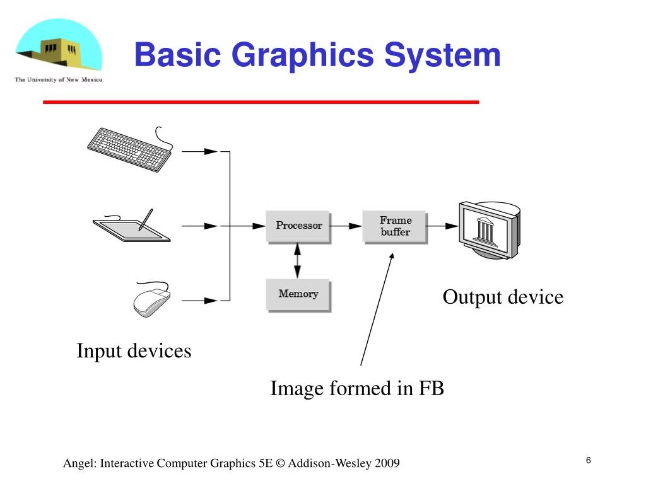 Basic Graphics System
The University of New Mexico
Processor
Frame
buffer
Memory
Output device
Input devices
Image formed in FB
Angel: Interactive Computer Graphics 5E © Addison-Wesley 2009
6